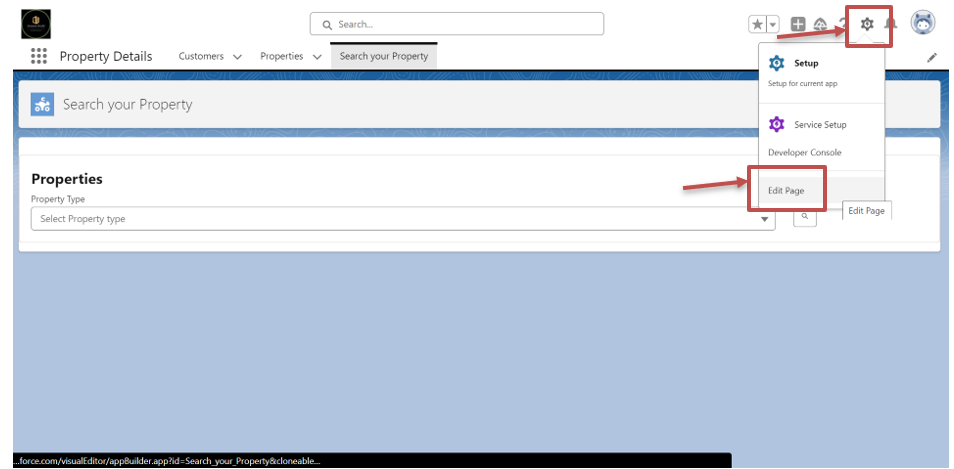 Search...
Property Details
Customers
Properties
Search your Property
Setup
Setup for current app
Search your Property
Service Setup
Developer Console
Properties
Edit Page
Property Type
Edit Page
Select Property type
...force.com/visualEditor/appBuilder.app?id=Search_your_Property&cloneable...